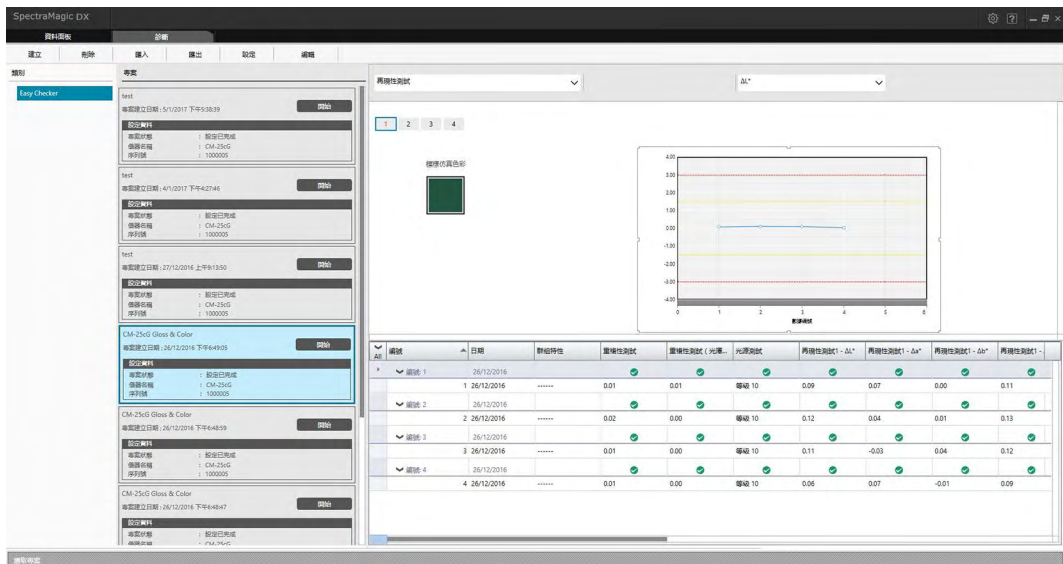 SpectraMagic DX
資料面板
診斷
建立 刪除 匯入 匯出 設定 編輯
類別
Easy Checker
專案
test
專案建立日期 : 5/1/2017 下午5:38:39
開始
設定資料
專案狀態 : 設定已完成
儀器名稱 : CM-25cG
序列號 : 1000005
test
專案建立日期 : 4/1/2017 下午4:27:46
開始
設定資料
專案狀態 : 設定已完成
儀器名稱 : CM-25cG
序列號 : 1000005
test
專案建立日期 : 27/12/2016 上午9:13:50
開始
設定資料
專案狀態 : 設定已完成
儀器名稱 : CM-25cG
序列號 : 1000005
CM-25cG Gloss & Color
專案建立日期 : 26/12/2016 下午6:49:05
開始
設定資料
專案狀態 : 設定已完成
儀器名稱 : CM-25cG
序列號 : 1000005
CM-25cG Gloss & Color
專案建立日期 : 26/12/2016 下午6:48:59
開始
設定資料
專案狀態 : 設定已完成
儀器名稱 : CM-25cG
序列號 : 1000005
CM-25cG Gloss & Color
專案建立日期 : 26/12/2016 下午6:48:47
開始
設定資料
專案狀態 : 設定已完成
儀器名稱 : CM-25cG
再現性測試
ΔL*
1 2 3 4
標樣仿真色彩
4.00
3.00
2.00
1.00
0.00
-1.00
-2.00
-3.00
-4.00
0 1 2 3 4 5 6
All 編號 日期 群組特性 重複性測試 重複性測試 ( 光澤... 光源測試 再現性測試1 - ΔL* 再現性測試1 - Δa* 再現性測試1 - Δb* 再現性測試1 -
編號: 1 26/12/2016
1 26/12/2016 ------ 0.01 0.01 等級 10 0.09 0.07 0.00 0.11
編號: 2 26/12/2016
2 26/12/2016 ------ 0.02 0.00 等級 10 0.12 0.04 0.01 0.13
編號: 3 26/12/2016
3 26/12/2016 ------ 0.01 0.00 等級 10 0.11 -0.03 0.04 0.12
編號: 4 26/12/2016
4 26/12/2016 ------ 0.01 0.00 等級 10 0.06 0.07 -0.01 0.09